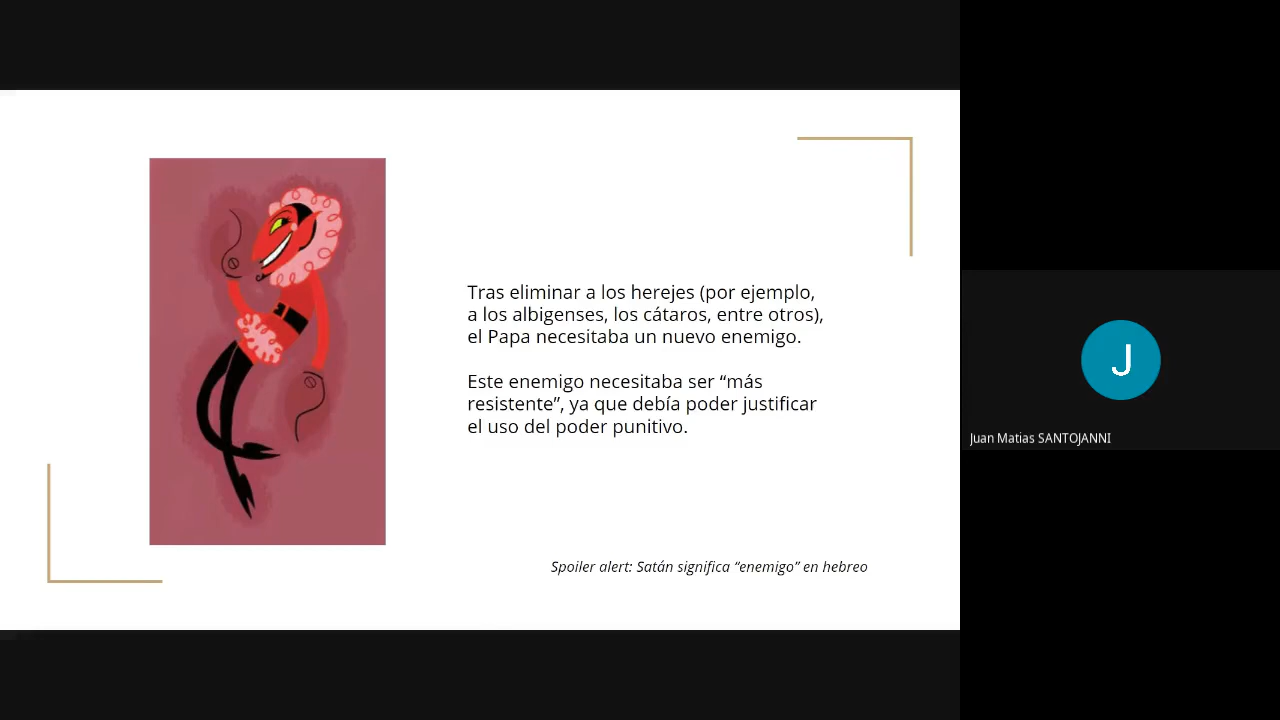 Tras eliminar a los herejes (por ejemplo,
a los albigenses, los cátaros, entre otros),
el Papa necesitaba un nuevo enemigo.
Este enemigo necesitaba ser “más
resistente”, ya que debía poder justificar
el uso del poder punitivo.
Spoiler alert: Satán significa “enemigo” en hebreo
J
Juan Matias SANTOJANNI